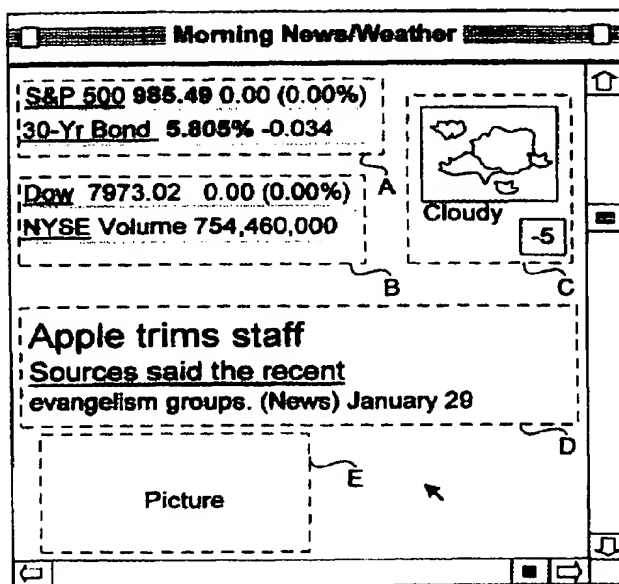 Morning News/Weather
S&P 500 985.49 0.00 (0.00%)
30-Yr Bond 5.805% -0.034
A
Dow 7973.02 0.00 (0.00%)
NYSE Volume 754,460,000
B
Cloudy
-5
C
Apple trims staff
Sources said the recent
evangelism groups. (News) January 29
D
Picture
E